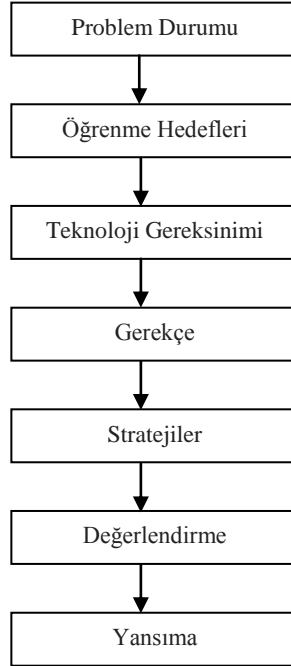 Problem Durumu
Öğrenme Hedefleri
Teknoloji Gereksinimi
Gerekçe
Stratejiler
Değerlendirme
Yansıma